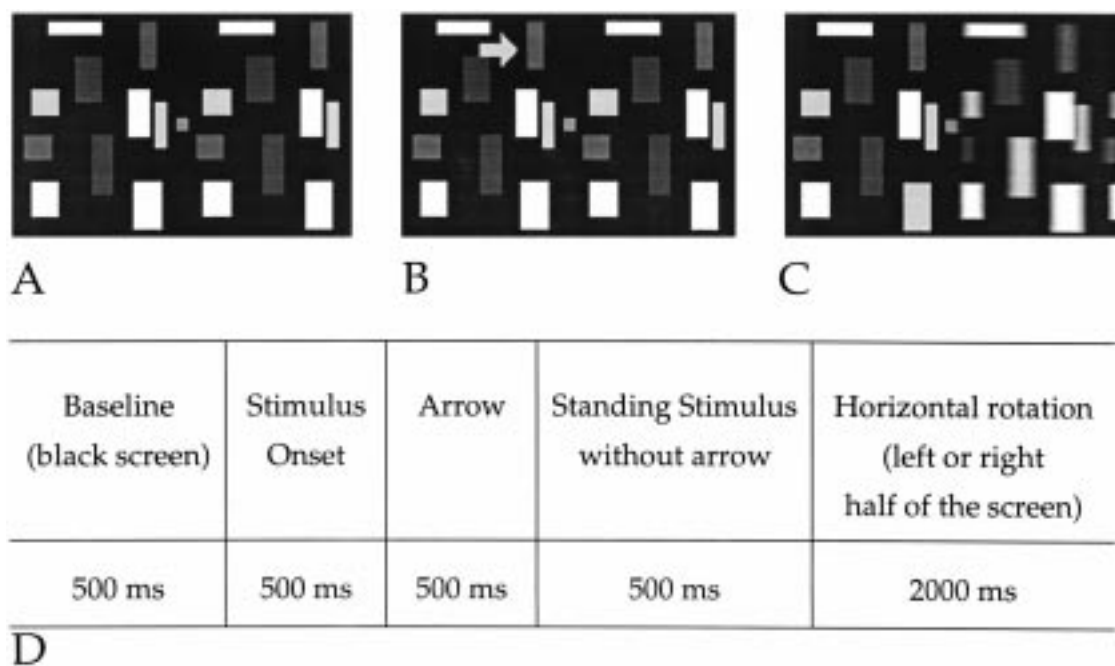 A
B
C
Baseline
(black screen)
Stimulus
Onset
Arrow
Standing Stimulus
without arrow
Horizontal rotation
(left or right
half of the screen)
500 ms
500 ms
500 ms
500 ms
2000 ms
D